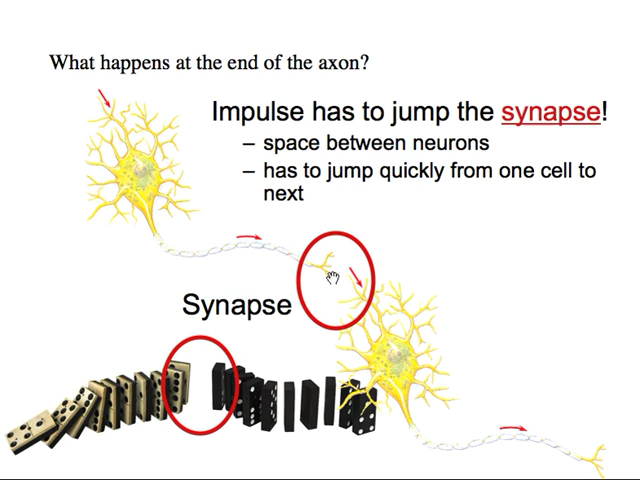 What happens at the end of the axon?
Impulse has to jump the synapse!
– space between neurons
– has to jump quickly from one cell to
next
Synapse